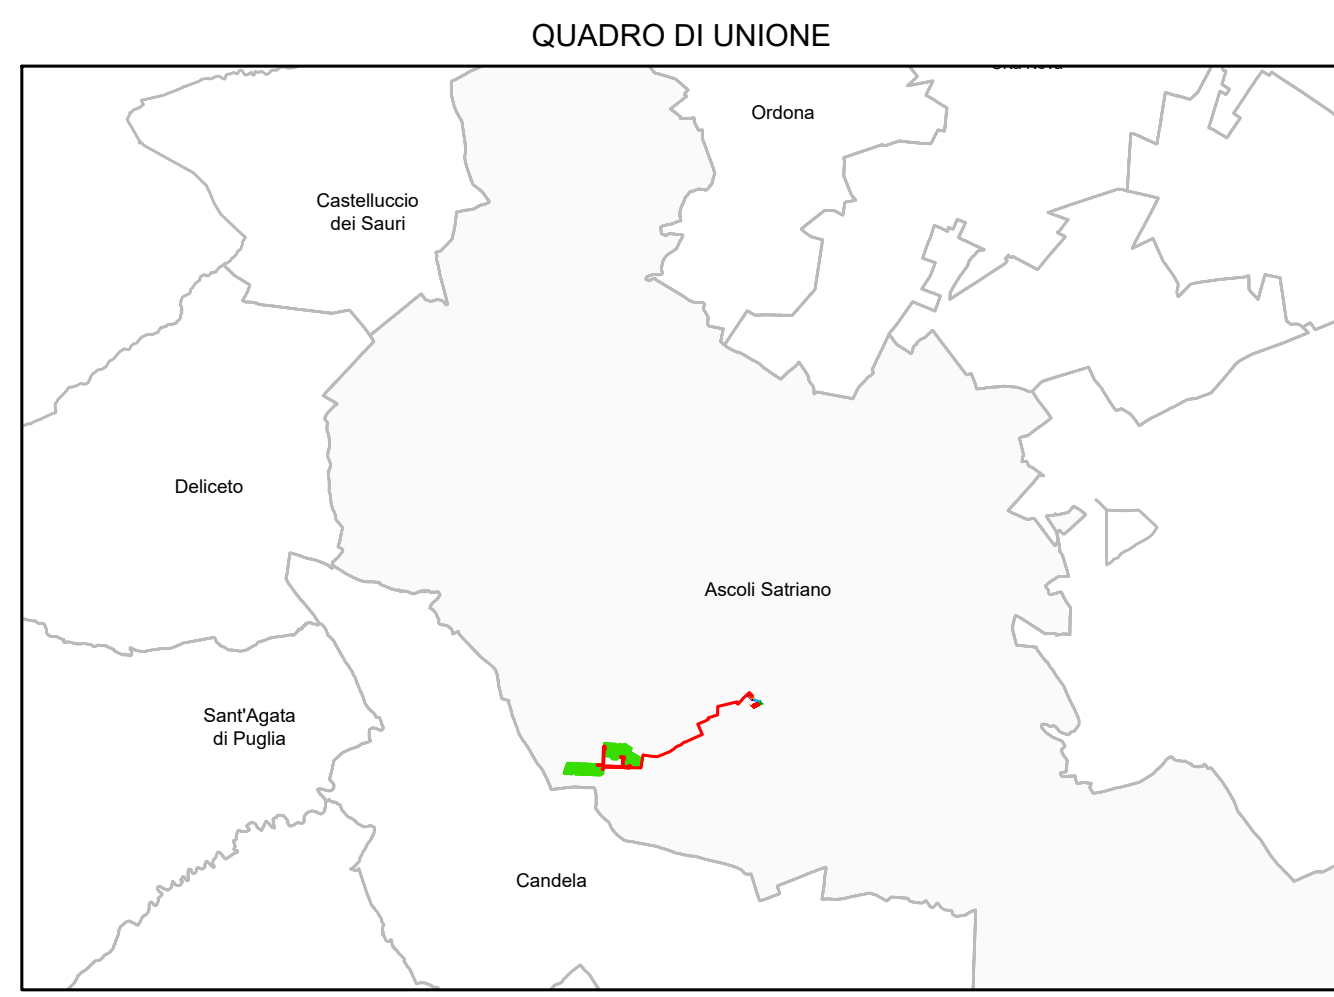 QUADRO DI UNIONE
Ordona
Castelluccio
dei Sauri
Deliceto
Ascoli Satriano
Sant'Agata
di Puglia
Candela